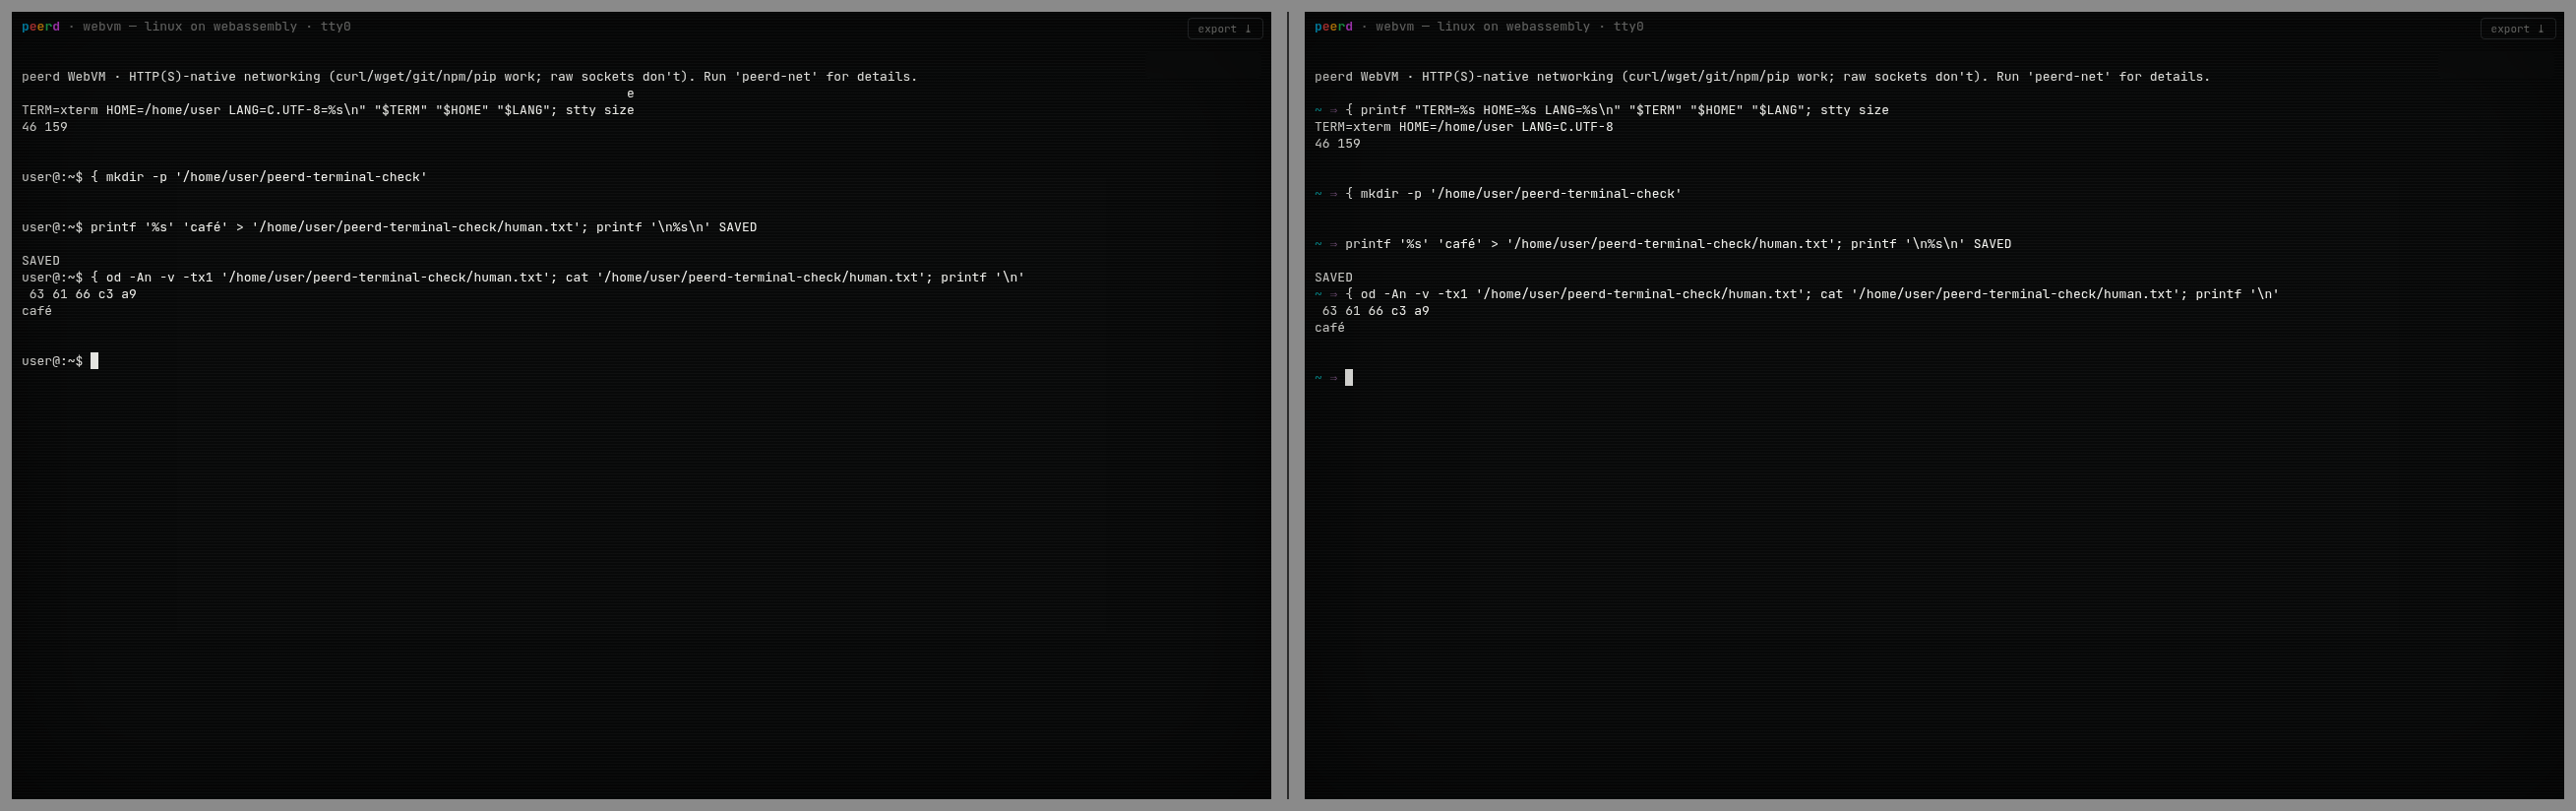 peerd · webvm — linux on webassembly · tty0
export ↓
peerd WebVM · HTTP(S)-native networking (curl/wget/git/npm/pip work; raw sockets don't). Run 'peerd-net' for details.
e
TERM=xterm HOME=/home/user LANG=C.UTF-8=%s\n" "$TERM" "$HOME" "$LANG"; stty size
46 159
user@:~$ { mkdir -p '/home/user/peerd-terminal-check'
user@:~$ printf '%s' 'café' > '/home/user/peerd-terminal-check/human.txt'; printf '\n%s\n' SAVED
SAVED
user@:~$ { od -An -v -tx1 '/home/user/peerd-terminal-check/human.txt'; cat '/home/user/peerd-terminal-check/human.txt'; printf '\n'
63 61 66 c3 a9
café
user@:~$
peerd · webvm — linux on webassembly · tty0
export ↓
peerd WebVM · HTTP(S)-native networking (curl/wget/git/npm/pip work; raw sockets don't). Run 'peerd-net' for details.
~ ⇒ { printf "TERM=%s HOME=%s LANG=%s\n" "$TERM" "$HOME" "$LANG"; stty size
TERM=xterm HOME=/home/user LANG=C.UTF-8
46 159
~ ⇒ { mkdir -p '/home/user/peerd-terminal-check'
~ ⇒ printf '%s' 'café' > '/home/user/peerd-terminal-check/human.txt'; printf '\n%s\n' SAVED
SAVED
~ ⇒ { od -An -v -tx1 '/home/user/peerd-terminal-check/human.txt'; cat '/home/user/peerd-terminal-check/human.txt'; printf '\n'
63 61 66 c3 a9
café
~ ⇒